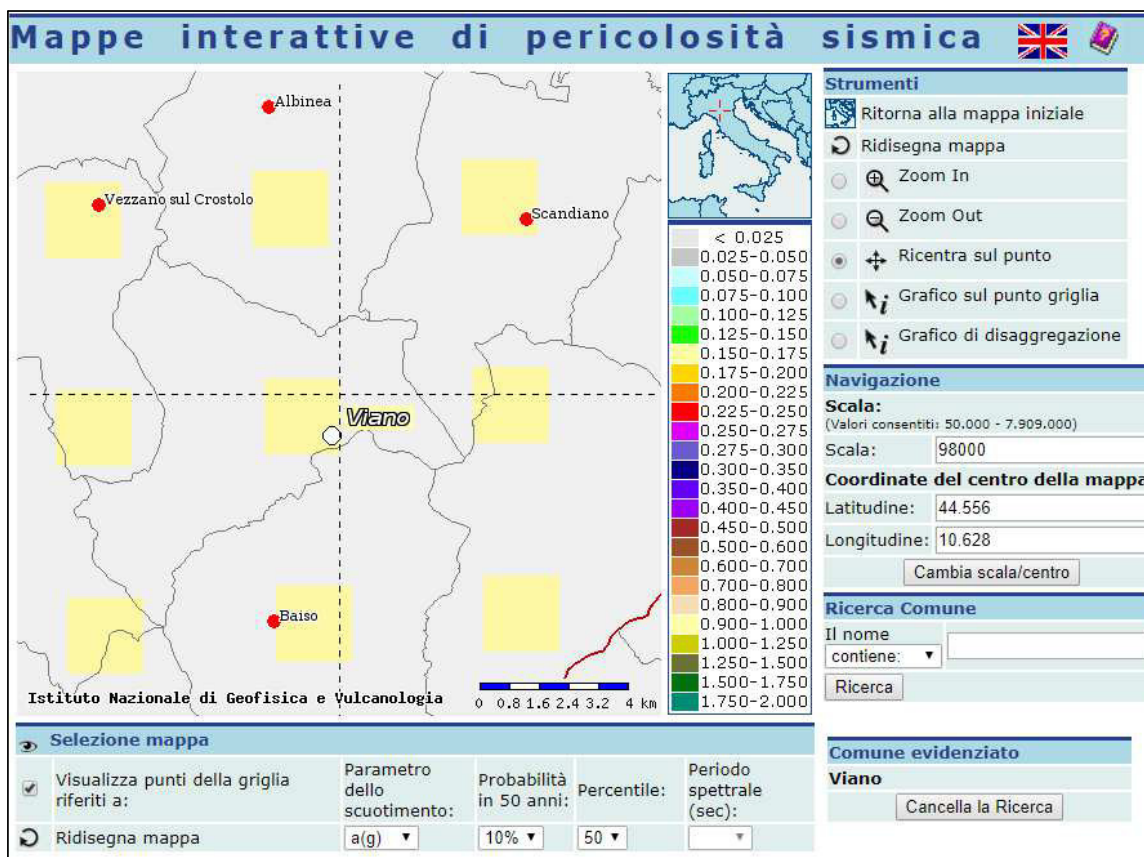 Mappe interattive di pericolosità sismica
Albinea
Vezzano sul Crostolo
Scandiano
Viano
Baiso
Istituto Nazionale di Geofisica e Vulcanologia
0 0.8 1.6 2.4 3.2 4 km
< 0.025
0.025-0.050
0.050-0.075
0.075-0.100
0.100-0.125
0.125-0.150
0.150-0.175
0.175-0.200
0.200-0.225
0.225-0.250
0.250-0.275
0.275-0.300
0.300-0.350
0.350-0.400
0.400-0.450
0.450-0.500
0.500-0.600
0.600-0.700
0.700-0.800
0.800-0.900
0.900-1.000
1.000-1.250
1.250-1.500
1.500-1.750
1.750-2.000
Strumenti
Ritorna alla mappa iniziale
Ridisegna mappa
Zoom In
Zoom Out
Ricentra sul punto
Grafico sul punto griglia
Grafico di disaggregazione
Navigazione
Scala:
(Valori consentiti: 50.000 - 7.909.000)
Scala: 98000
Coordinate del centro della mappa
Latitudine: 44.556
Longitudine: 10.628
Cambia scala/centro
Ricerca Comune
Il nome
contiene:
Ricerca
Selezione mappa
Visualizza punti della griglia
riferiti a:
Parametro
dello
scuotimento:
Probabilità
in 50 anni:
Percentile:
Periodo
spettrale
(sec):
Ridisegna mappa
a(g) 10% 50
Comune evidenziato
Viano
Cancella la Ricerca